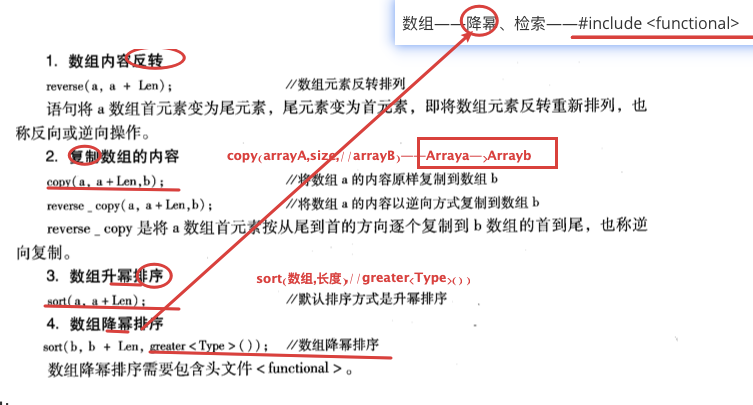 数组——降幂、检索——#include <functional>
1. 数组内容反转
reverse(a, a + Len); //数组元素反转排列
语句将 a 数组首元素变为尾元素，尾元素变为首元素，即将数组元素反转重新排列，也
称反向或逆向操作。
2. 复制数组的内容 copy(arrayA,size,//arrayB)——Arraya—>Arrayb
copy(a, a+Len,b); //将数组 a 的内容原样复制到数组 b
reverse_copy(a, a+Len,b); //将数组 a 的内容以逆向方式复制到数组 b
reverse_copy 是将 a 数组首元素按从尾到首的方向逐个复制到 b 数组的首到尾，也称逆
向复制。
3. 数组升幂排序 sort(数组,长度)//greater<Type>())
sort(a, a+Len); //默认排序方式是升幂排序
4. 数组降幂排序
sort(b, b + Len, greater<Type>()); //数组降幂排序
数组降幂排序需要包含头文件<functional>。